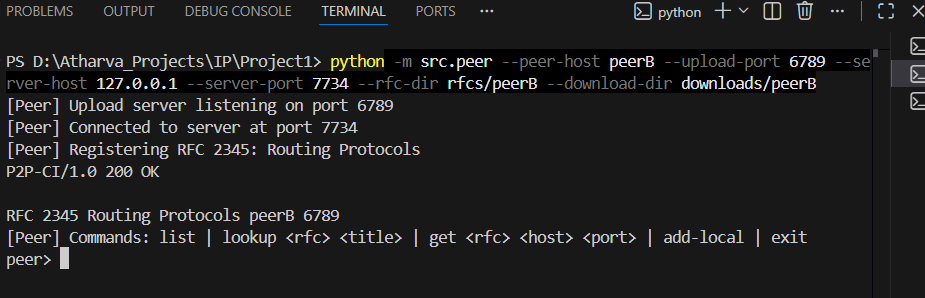 PROBLEMS OUTPUT DEBUG CONSOLE TERMINAL PORTS ··· python ···
PS D:\Atharva_Projects\IP\Project1> python -m src.peer --peer-host peerB --upload-port 6789 --se
rver-host 127.0.0.1 --server-port 7734 --rfc-dir rfcs/peerB --download-dir downloads/peerB
[Peer] Upload server listening on port 6789
[Peer] Connected to server at port 7734
[Peer] Registering RFC 2345: Routing Protocols
P2P-CI/1.0 200 OK
RFC 2345 Routing Protocols peerB 6789
[Peer] Commands: list | lookup <rfc> <title> | get <rfc> <host> <port> | add-local | exit
peer>